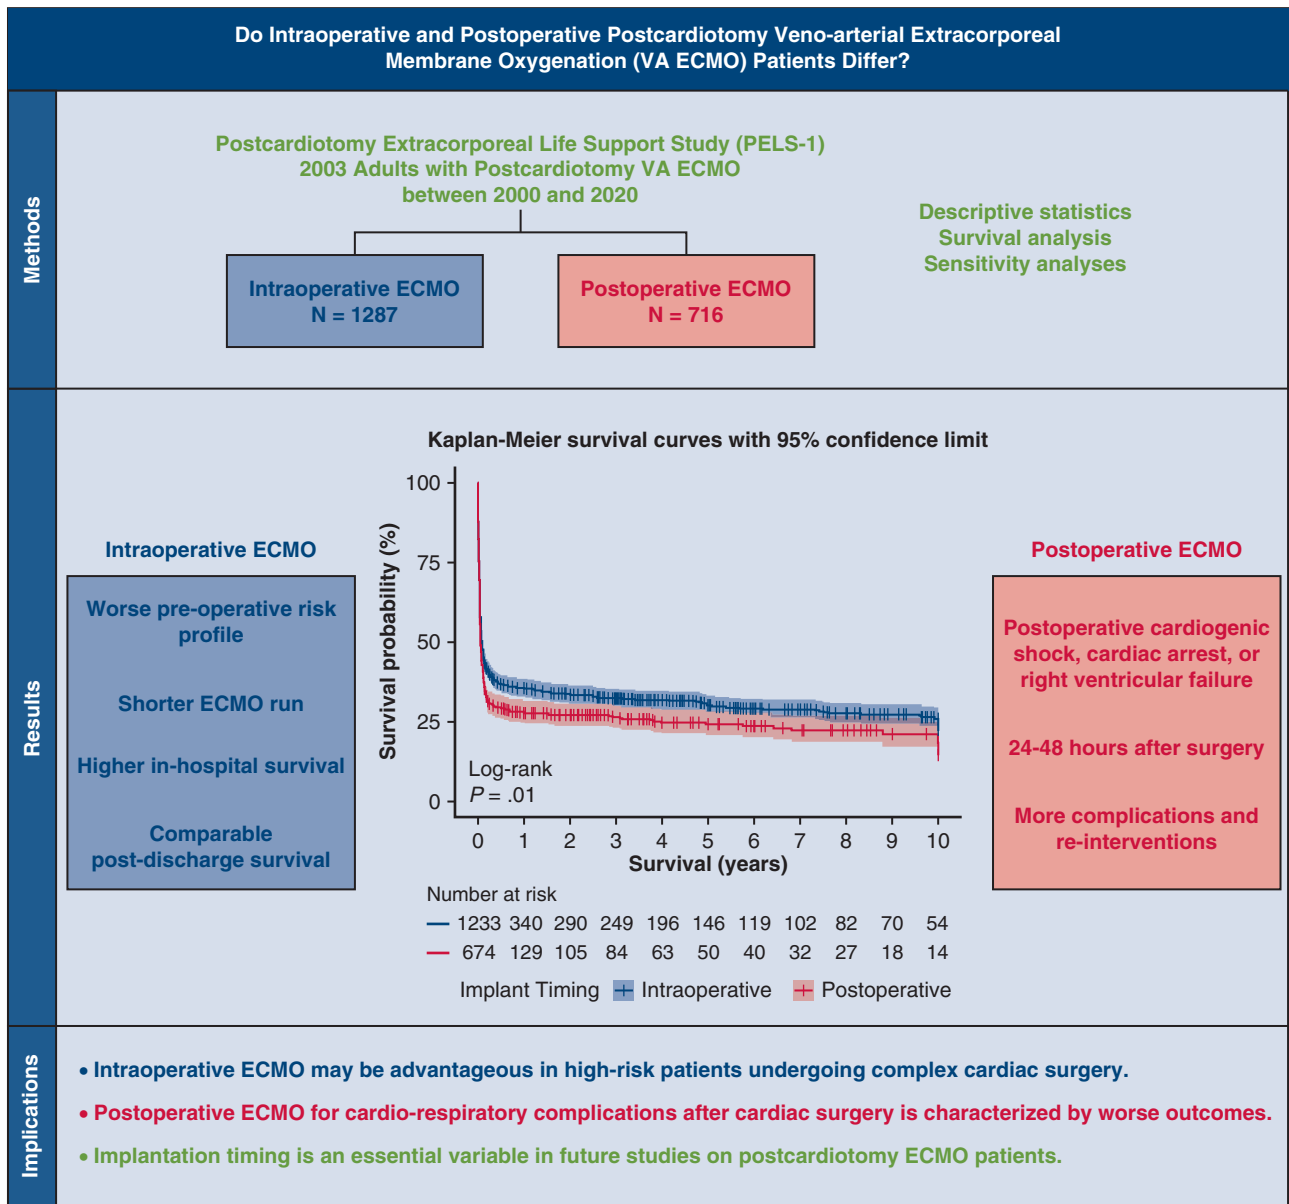 Do Intraoperative and Postoperative Postcardiotomy Veno-arterial Extracorporeal
Membrane Oxygenation (VA ECMO) Patients Differ?
Methods
Postcardiotomy Extracorporeal Life Support Study (PELS-1)
2003 Adults with Postcardiotomy VA ECMO
between 2000 and 2020
Intraoperative ECMO
N = 1287
Postoperative ECMO
N = 716
Descriptive statistics
Survival analysis
Sensitivity analyses
Results
Intraoperative ECMO
Worse pre-operative risk
profile
Shorter ECMO run
Higher in-hospital survival
Comparable
post-discharge survival
Kaplan-Meier survival curves with 95% confidence limit
Survival probability (%)
100
75
50
25
0
Log-rank
P = .01
0 1 2 3 4 5 6 7 8 9 10
Survival (years)
Number at risk
1233 340 290 249 196 146 119 102 82 70 54
674 129 105 84 63 50 40 32 27 18 14
Implant Timing Intraoperative Postoperative
Postoperative ECMO
Postoperative cardiogenic
shock, cardiac arrest, or
right ventricular failure
24-48 hours after surgery
More complications and
re-interventions
Implications
• Intraoperative ECMO may be advantageous in high-risk patients undergoing complex cardiac surgery.
• Postoperative ECMO for cardio-respiratory complications after cardiac surgery is characterized by worse outcomes.
• Implantation timing is an essential variable in future studies on postcardiotomy ECMO patients.